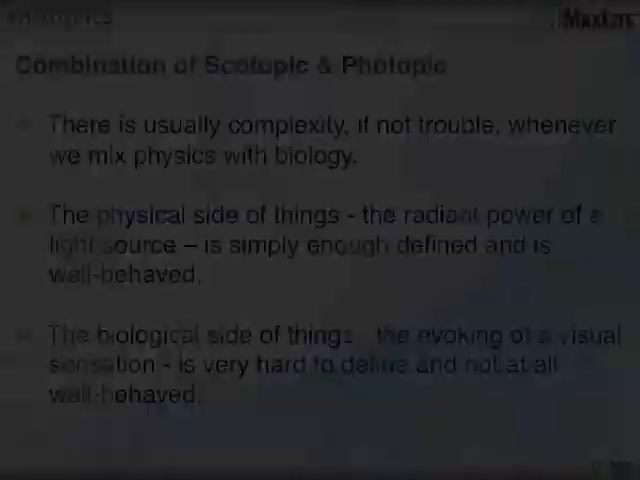 Combination of Scotopic & Photopic
There is usually complexity, if not trouble, whenever
we mix physics with biology.
The physical side of things - the radiant power of a
light source – is simply enough defined and is
well-behaved.
The biological side of things - the evoking of a visual
sensation - is very hard to define and not at all
well-behaved.